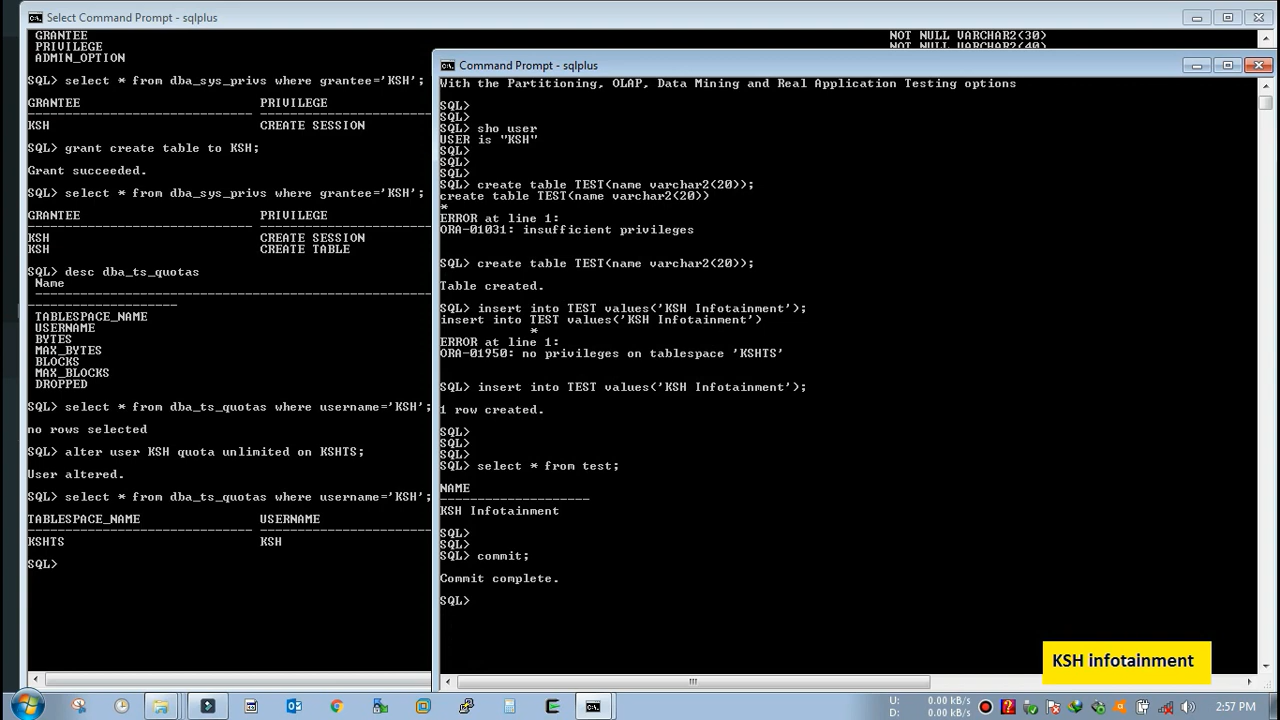 Select Command Prompt - sqlplus
GRANTEE NOT NULL VARCHAR2(30)
PRIVILEGE NOT NULL VARCHAR2(40)
ADMIN_OPTION
SQL> select * from dba_sys_privs where grantee='KSH';
GRANTEE PRIVILEGE
KSH CREATE SESSION
SQL> grant create table to KSH;
Grant succeeded.
SQL> select * from dba_sys_privs where grantee='KSH';
GRANTEE PRIVILEGE
KSH CREATE SESSION
KSH CREATE TABLE
SQL> desc dba_ts_quotas
Name
TABLESPACE_NAME
USERNAME
BYTES
MAX_BYTES
BLOCKS
MAX_BLOCKS
DROPPED
SQL> select * from dba_ts_quotas where username='KSH';
no rows selected
SQL> alter user KSH quota unlimited on KSHTS;
User altered.
SQL> select * from dba_ts_quotas where username='KSH';
TABLESPACE_NAME USERNAME
KSHTS KSH
SQL>
Command Prompt - sqlplus
With the Partitioning, OLAP, Data Mining and Real Application Testing options
SQL>
SQL>
SQL> sho user
USER is "KSH"
SQL>
SQL>
SQL>
SQL> create table TEST(name varchar2(20));
create table TEST(name varchar2(20))
*
ERROR at line 1:
ORA-01031: insufficient privileges
SQL> create table TEST(name varchar2(20));
Table created.
SQL> insert into TEST values('KSH Infotainment');
insert into TEST values('KSH Infotainment')
*
ERROR at line 1:
ORA-01950: no privileges on tablespace 'KSHTS'
SQL> insert into TEST values('KSH Infotainment');
1 row created.
SQL>
SQL>
SQL>
SQL> select * from test;
NAME
KSH Infotainment
SQL>
SQL>
SQL> commit;
Commit complete.
SQL>
KSH infotainment
U: 0.00 kB/s
D: 0.00 kB/s
2:57 PM